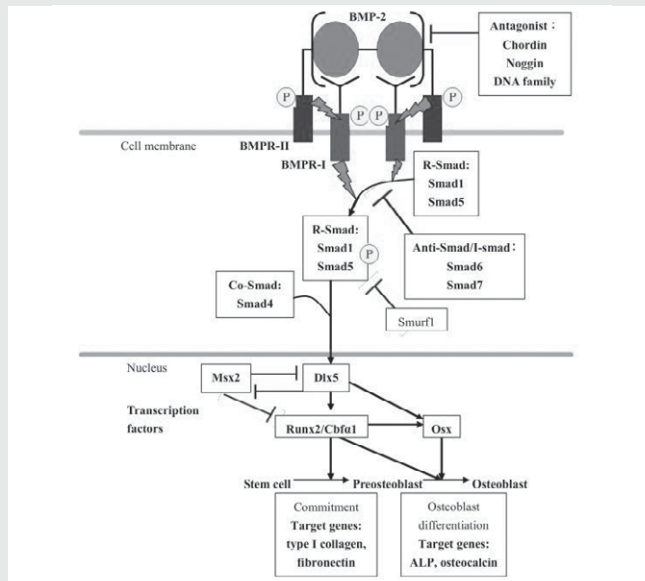 BMP-2
Antagonist :
Chordin
Noggin
DNA family
P
P
P
P
Cell membrane
BMPR-II
BMPR-I
R-Smad:
Smad1
Smad5
R-Smad:
Smad1
Smad5
P
Anti-Smad/I-smad :
Smad6
Smad7
Co-Smad:
Smad4
Smurf1
Nucleus
Msx2
Dlx5
Transcription
factors
Runx2/Cbfα1
Osx
Stem cell
Preosteoblast
Osteoblast
Commitment
Target genes:
type I collagen,
fibronectin
Osteoblast
differentiation
Target genes:
ALP, osteocalcin